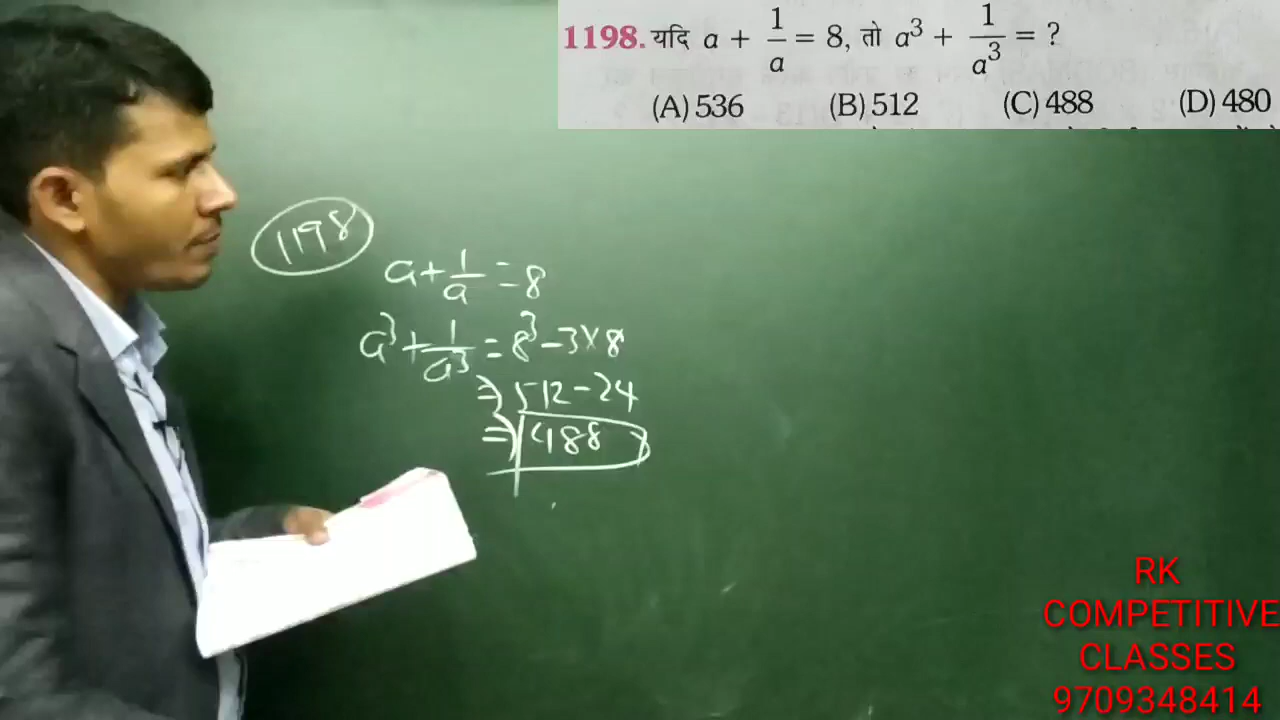 1198. यदि a + 1/a = 8, तो a³ + 1/a³ = ?
(A) 536 (B) 512 (C) 488 (D) 480
1198
a + 1/a = 8
a³ + 1/a³ = 8³ - 3 × 8
⇒ 512 - 24
⇒ 488
RK
COMPETITIVE
CLASSES
9709348414